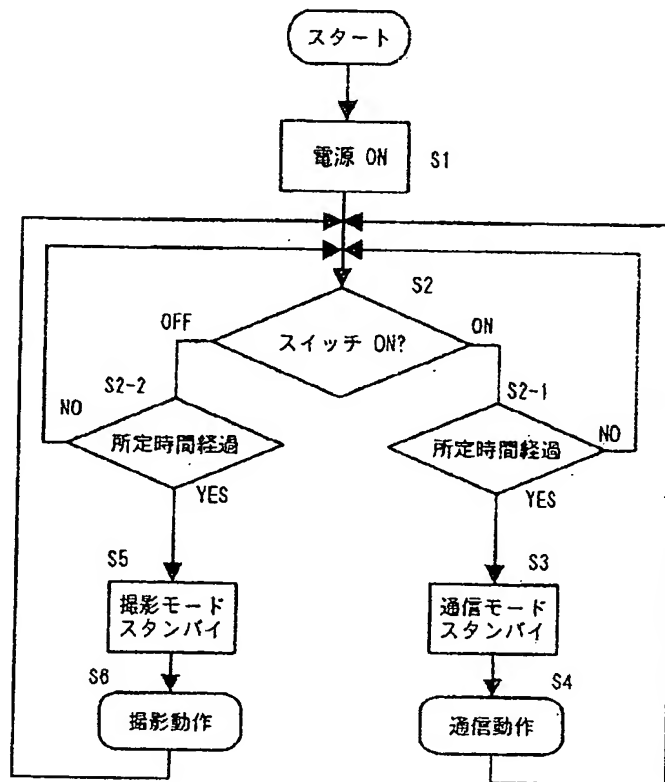 スタート
電源 ON
S1
S2
OFF
スイッチ ON?
ON
S2-2
S2-1
NO
所定時間経過
所定時間経過
NO
YES
YES
S5
S3
撮影モード
スタンバイ
通信モード
スタンバイ
S6
S4
撮影動作
通信動作